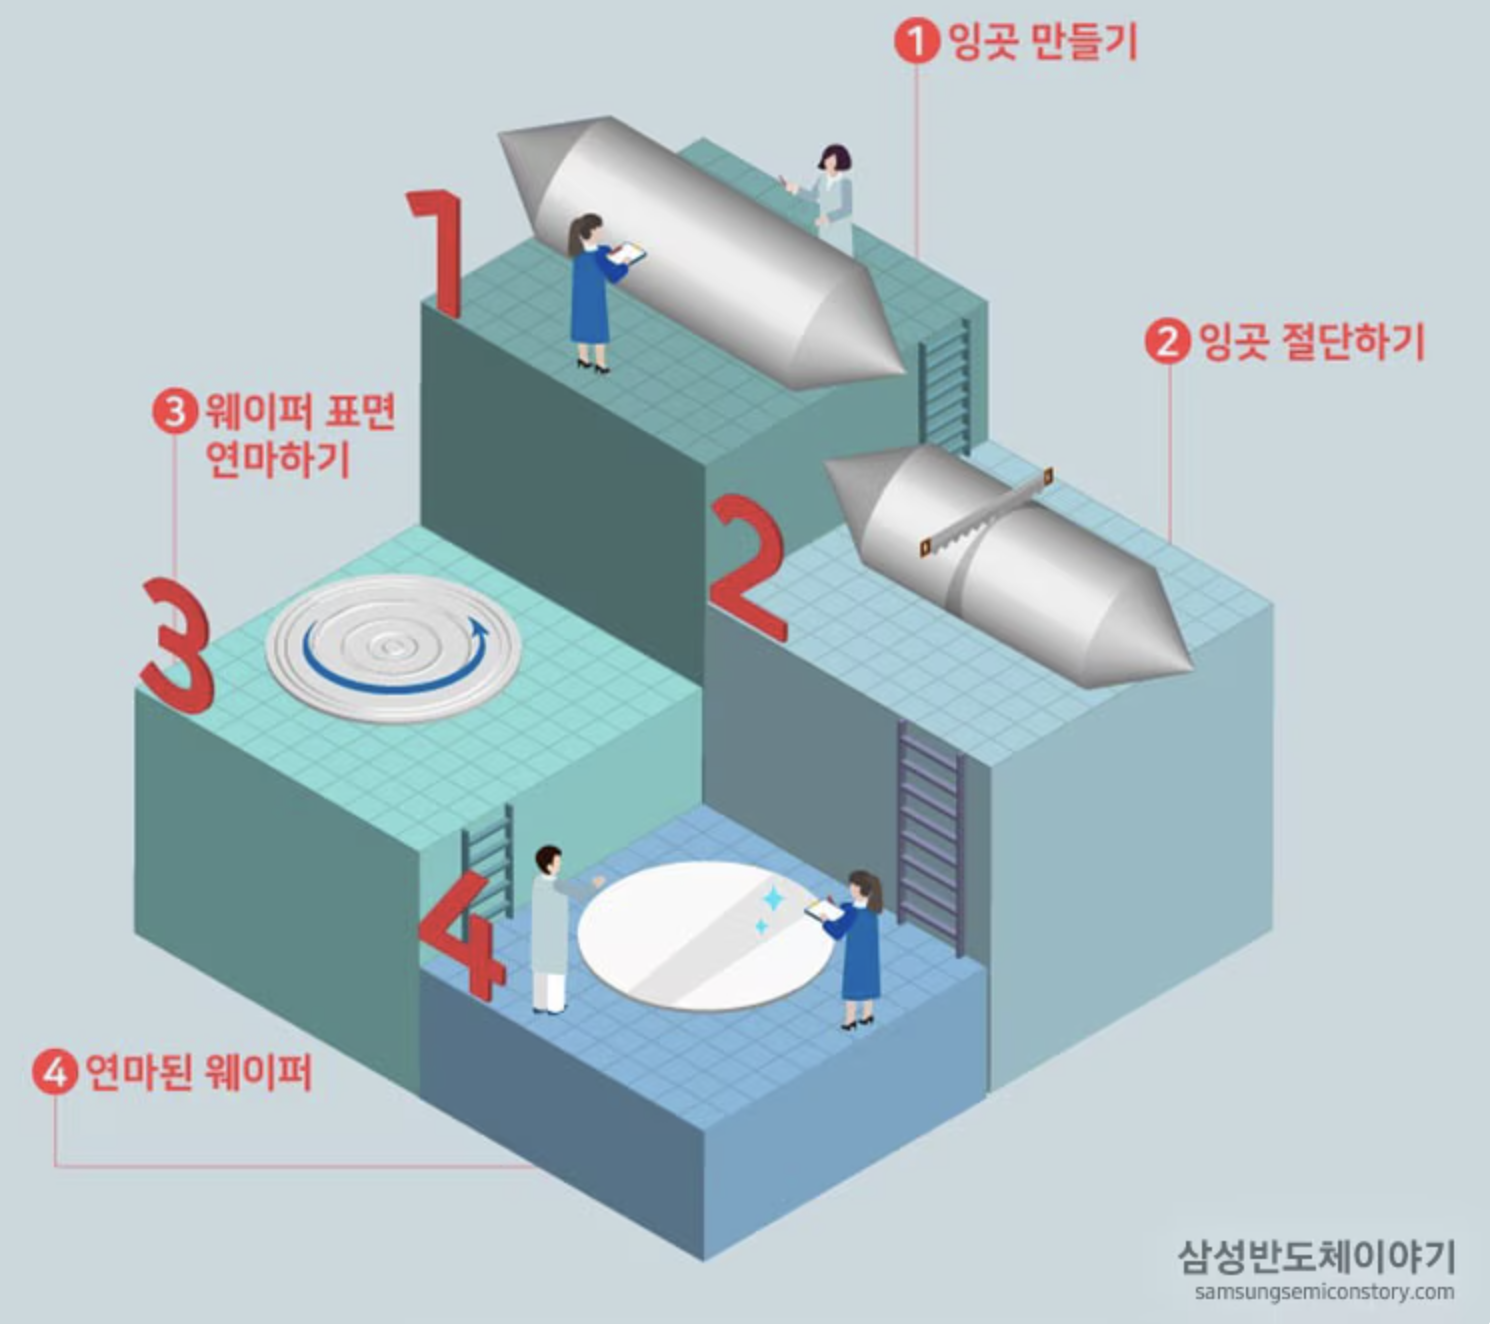 1 잉곳 만들기
1
2 잉곳 절단하기
3 웨이퍼 표면
연마하기
2
3
4
4 연마된 웨이퍼
삼성반도체이야기
samsungsemiconstory.com